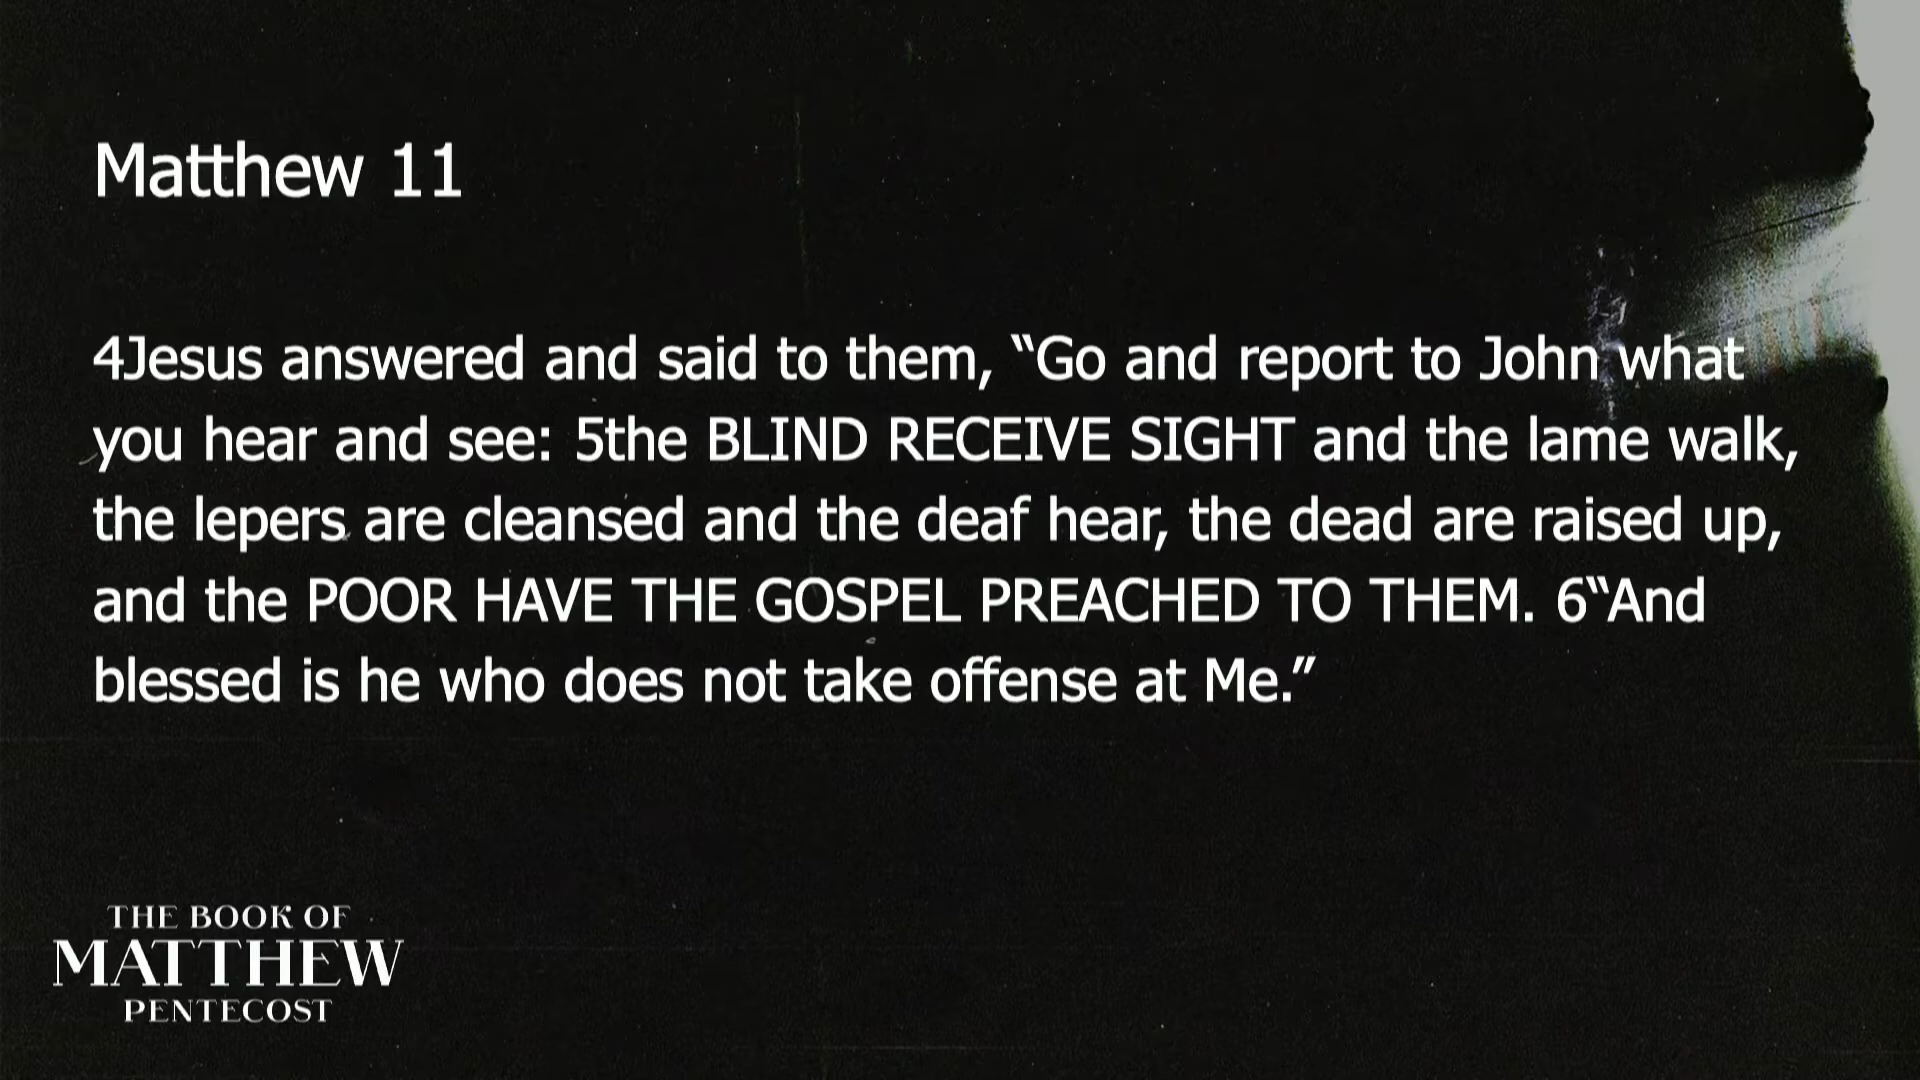 Matthew 11
4Jesus answered and said to them, “Go and report to John what
you hear and see: 5the BLIND RECEIVE SIGHT and the lame walk,
the lepers are cleansed and the deaf hear, the dead are raised up,
and the POOR HAVE THE GOSPEL PREACHED TO THEM. 6“And
blessed is he who does not take offense at Me.”
THE BOOK OF
MATTHEW
PENTECOST